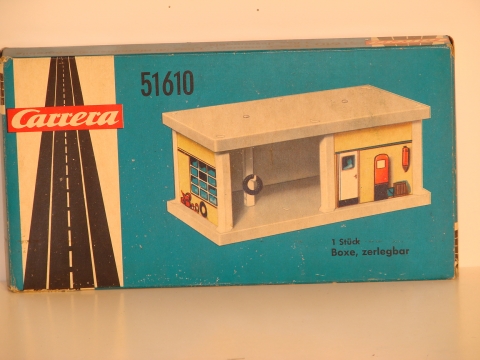 51610
Carrera
1 Stück
Boxe, zerlegbar